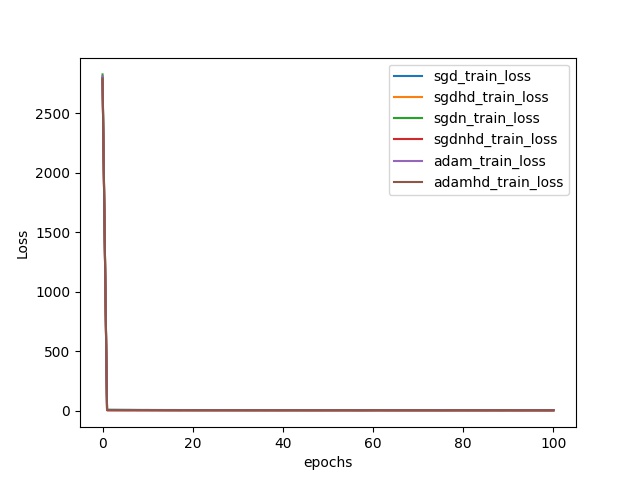 sgd_train_loss
sgdhd_train_loss
sgdn_train_loss
sgdnhd_train_loss
adam_train_loss
adamhd_train_loss
2500
2000
1500
1000
500
0
Loss
0 20 40 60 80 100
epochs